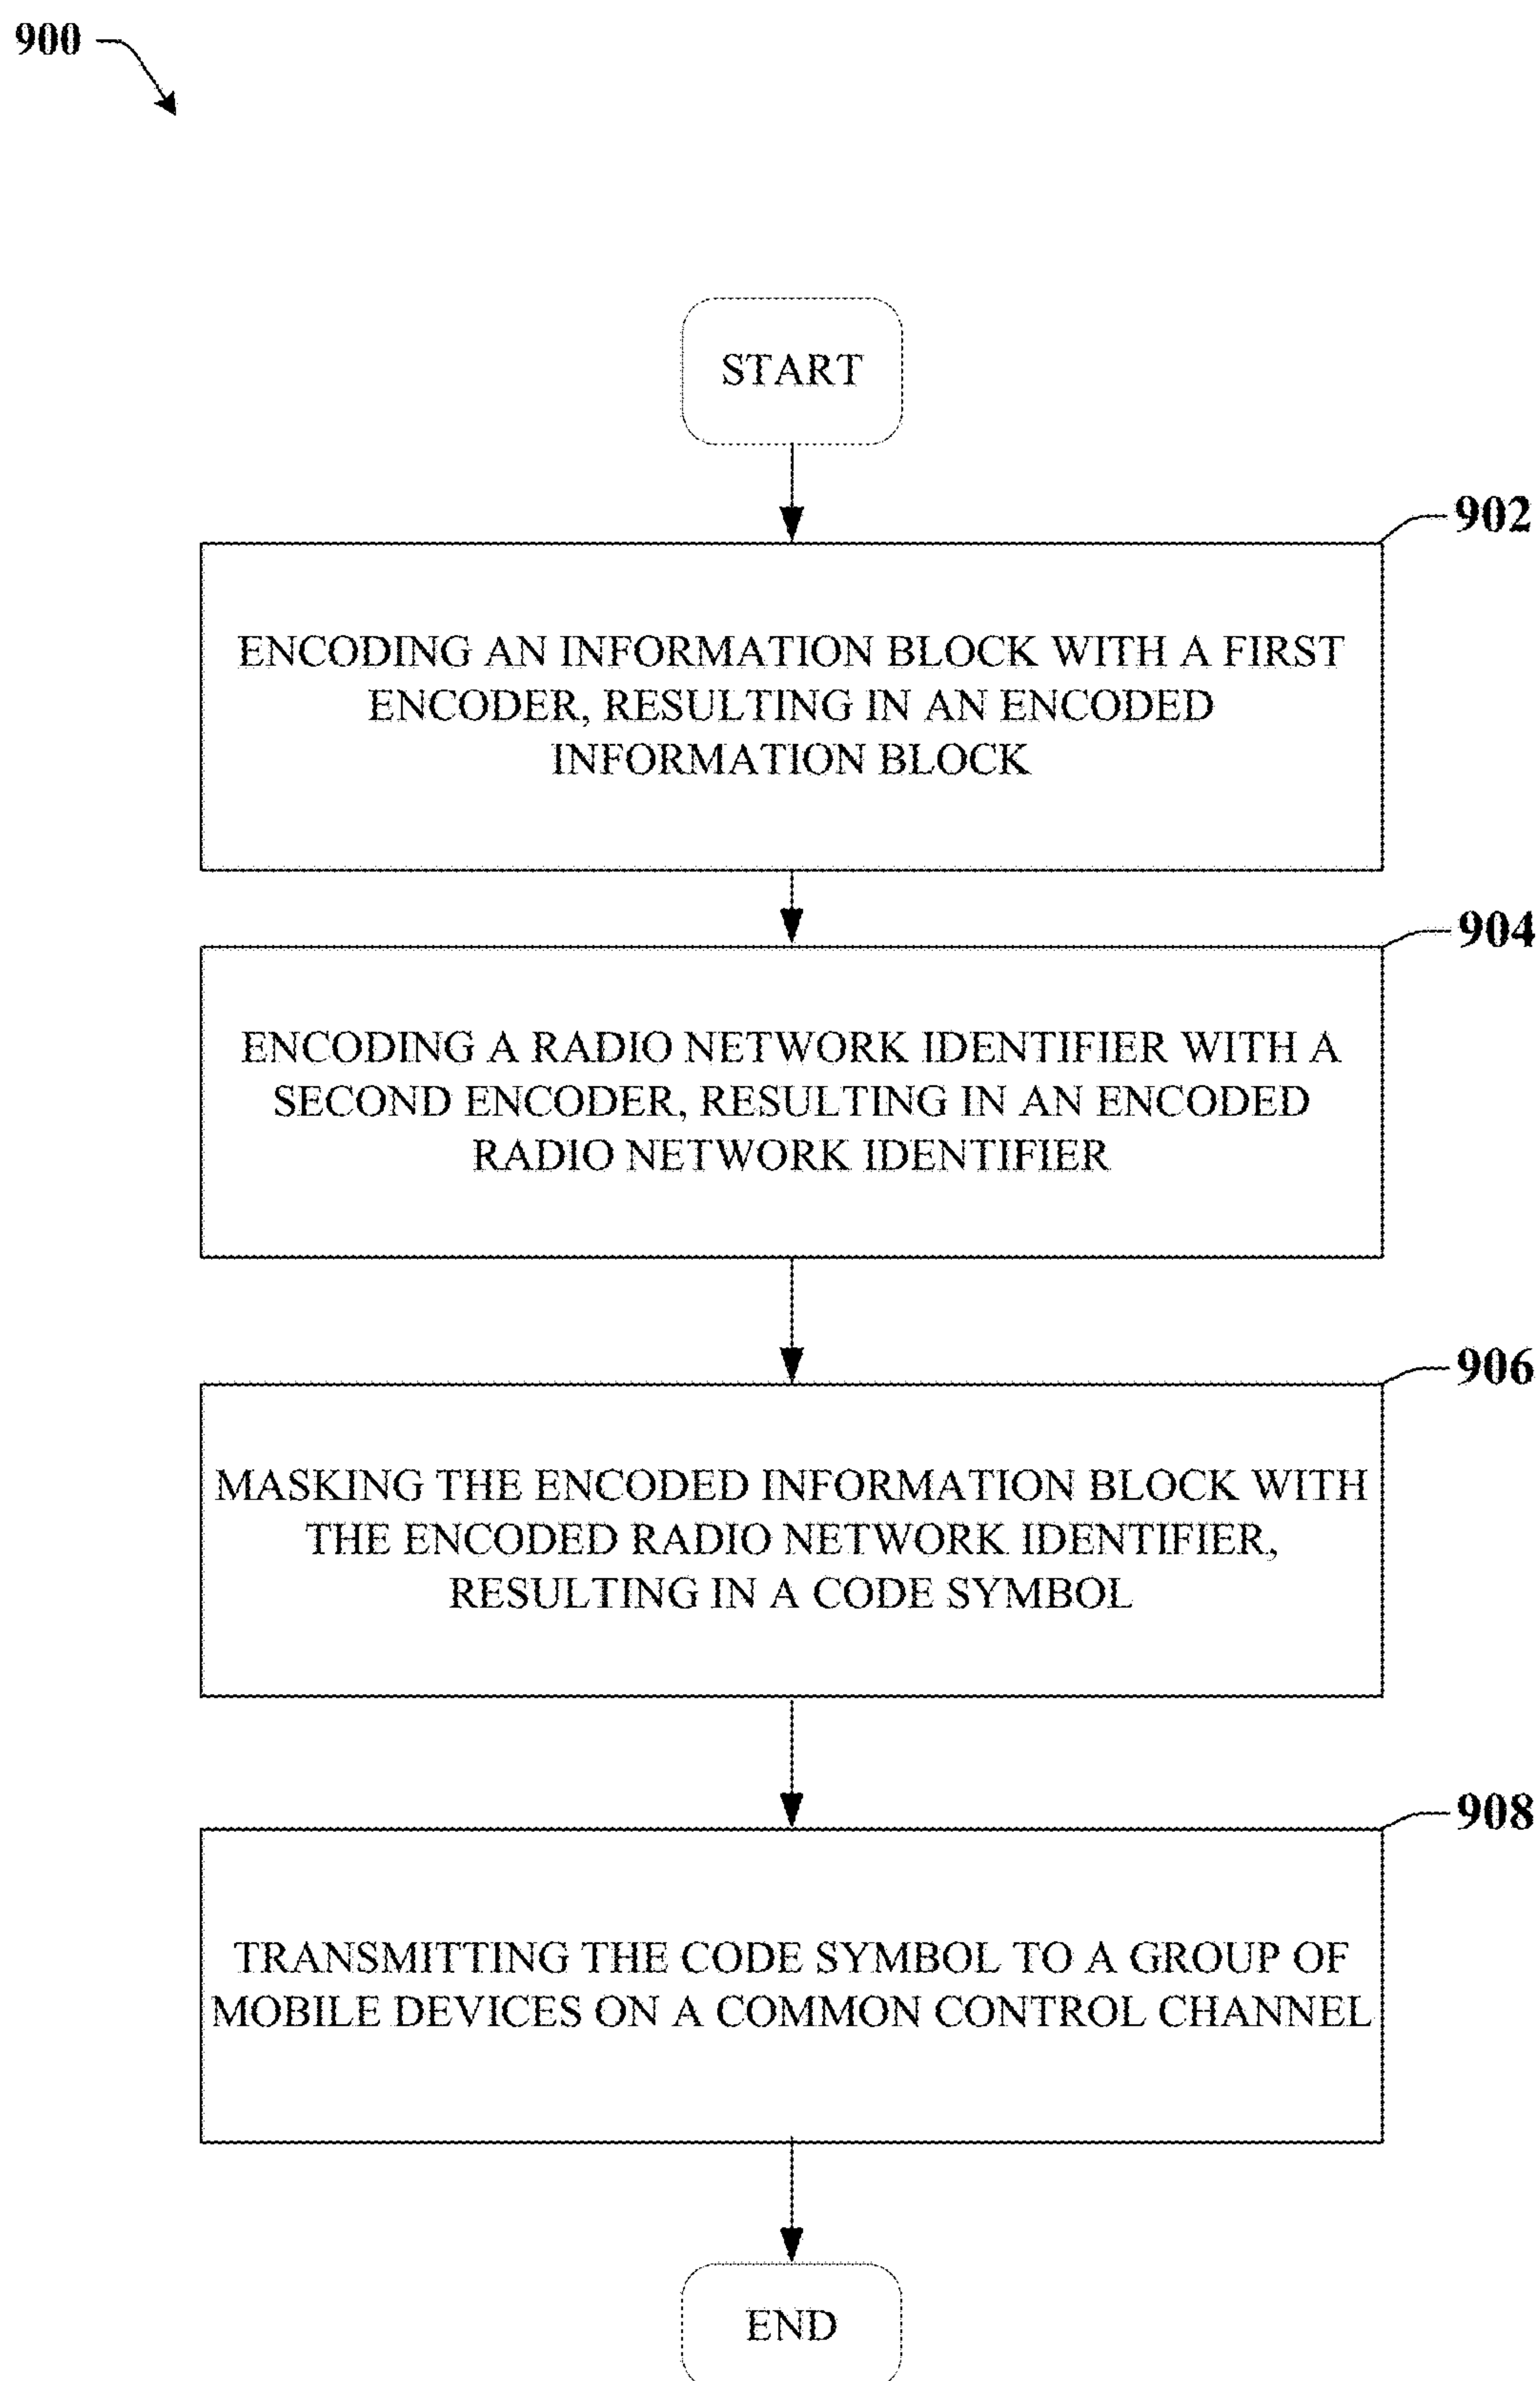 900
START
902
ENCODING AN INFORMATION BLOCK WITH A FIRST
ENCODER, RESULTING IN AN ENCODED
INFORMATION BLOCK
904
ENCODING A RADIO NETWORK IDENTIFIER WITH A
SECOND ENCODER, RESULTING IN AN ENCODED
RADIO NETWORK IDENTIFIER
906
MASKING THE ENCODED INFORMATION BLOCK WITH
THE ENCODED RADIO NETWORK IDENTIFIER,
RESULTING IN A CODE SYMBOL
908
TRANSMITTING THE CODE SYMBOL TO A GROUP OF
MOBILE DEVICES ON A COMMON CONTROL CHANNEL
END